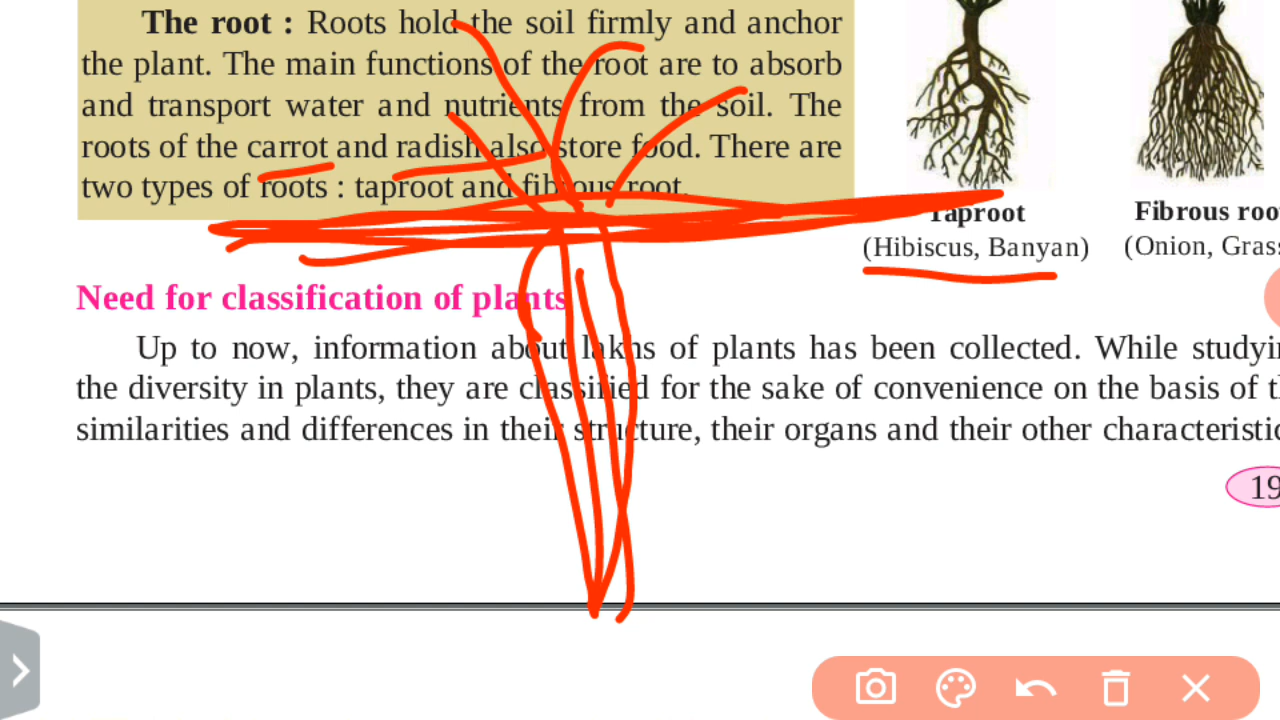 The root : Roots hold the soil firmly and anchor
the plant. The main functions of the root are to absorb
and transport water and nutrients from the soil. The
roots of the carrot and radish also store food. There are
two types of roots : taproot and fibrous root.
Taproot
(Hibiscus, Banyan)
Fibrous roo
(Onion, Gras
Need for classification of plants
Up to now, information about lakhs of plants has been collected. While studyi
the diversity in plants, they are classified for the sake of convenience on the basis of t
similarities and differences in their structure, their organs and their other characteristi
19